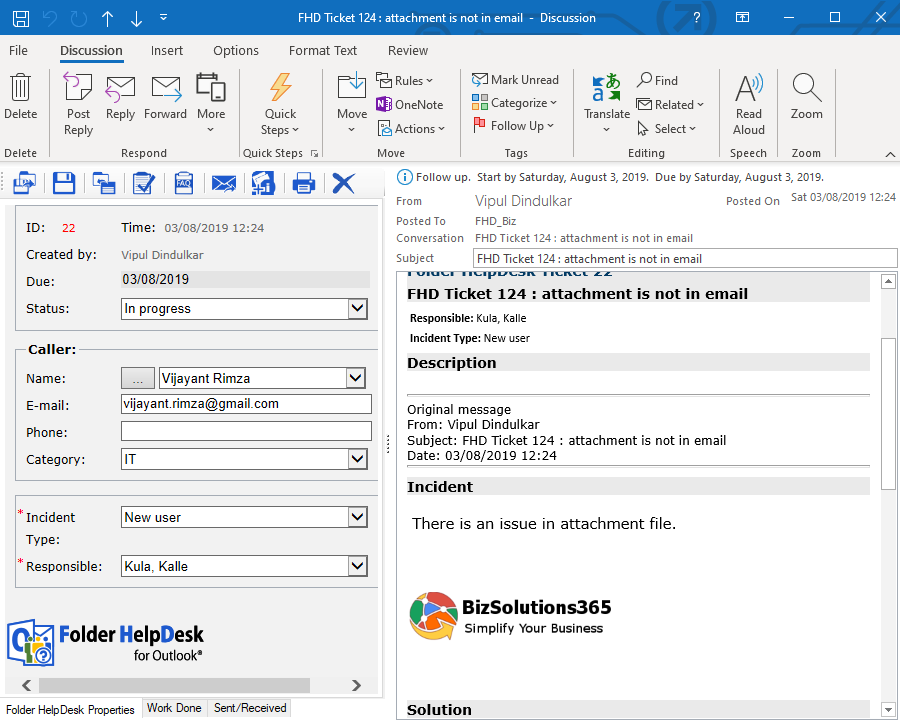 FHD Ticket 124 : attachment is not in email - Discussion
?
File Discussion Insert Options Format Text Review
Delete
Post Reply
Reply
Forward
More
Quick Steps
Move
Rules
OneNote
Actions
Mark Unread
Categorize
Follow Up
Translate
Find
Related
Select
Read Aloud
Zoom
Delete Respond Quick Steps Move Tags Editing Speech Zoom
FAQ
ID: 22 Time: 03/08/2019 12:24
Created by: Vipul Dindulkar
Due: 03/08/2019
Status: In progress
Caller:
Name: ... Vijayant Rimza
E-mail: vijayant.rimza@gmail.com
Phone:
Category: IT
* Incident Type: New user
* Responsible: Kula, Kalle
Folder HelpDesk
for Outlook®
Folder HelpDesk Properties Work Done Sent/Received
Follow up. Start by Saturday, August 3, 2019. Due by Saturday, August 3, 2019.
From Vipul Dindulkar Posted On Sat 03/08/2019 12:24
Posted To FHD_Biz
Conversation FHD Ticket 124 : attachment is not in email
Subject FHD Ticket 124 : attachment is not in email
Folder HelpDesk Ticket 22
FHD Ticket 124 : attachment is not in email
Responsible: Kula, Kalle
Incident Type: New user
Description
Original message
From: Vipul Dindulkar
Subject: FHD Ticket 124 : attachment is not in email
Date: 03/08/2019 12:24
Incident
There is an issue in attachment file.
BizSolutions365
Simplify Your Business
Solution